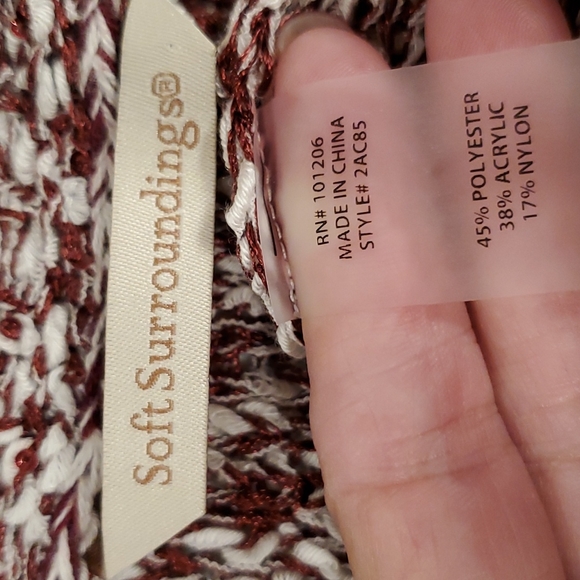 Soft Surroundings®
RN# 101206
MADE IN CHINA
STYLE# 2AC85
45% POLYESTER
38% ACRYLIC
17% NYLON